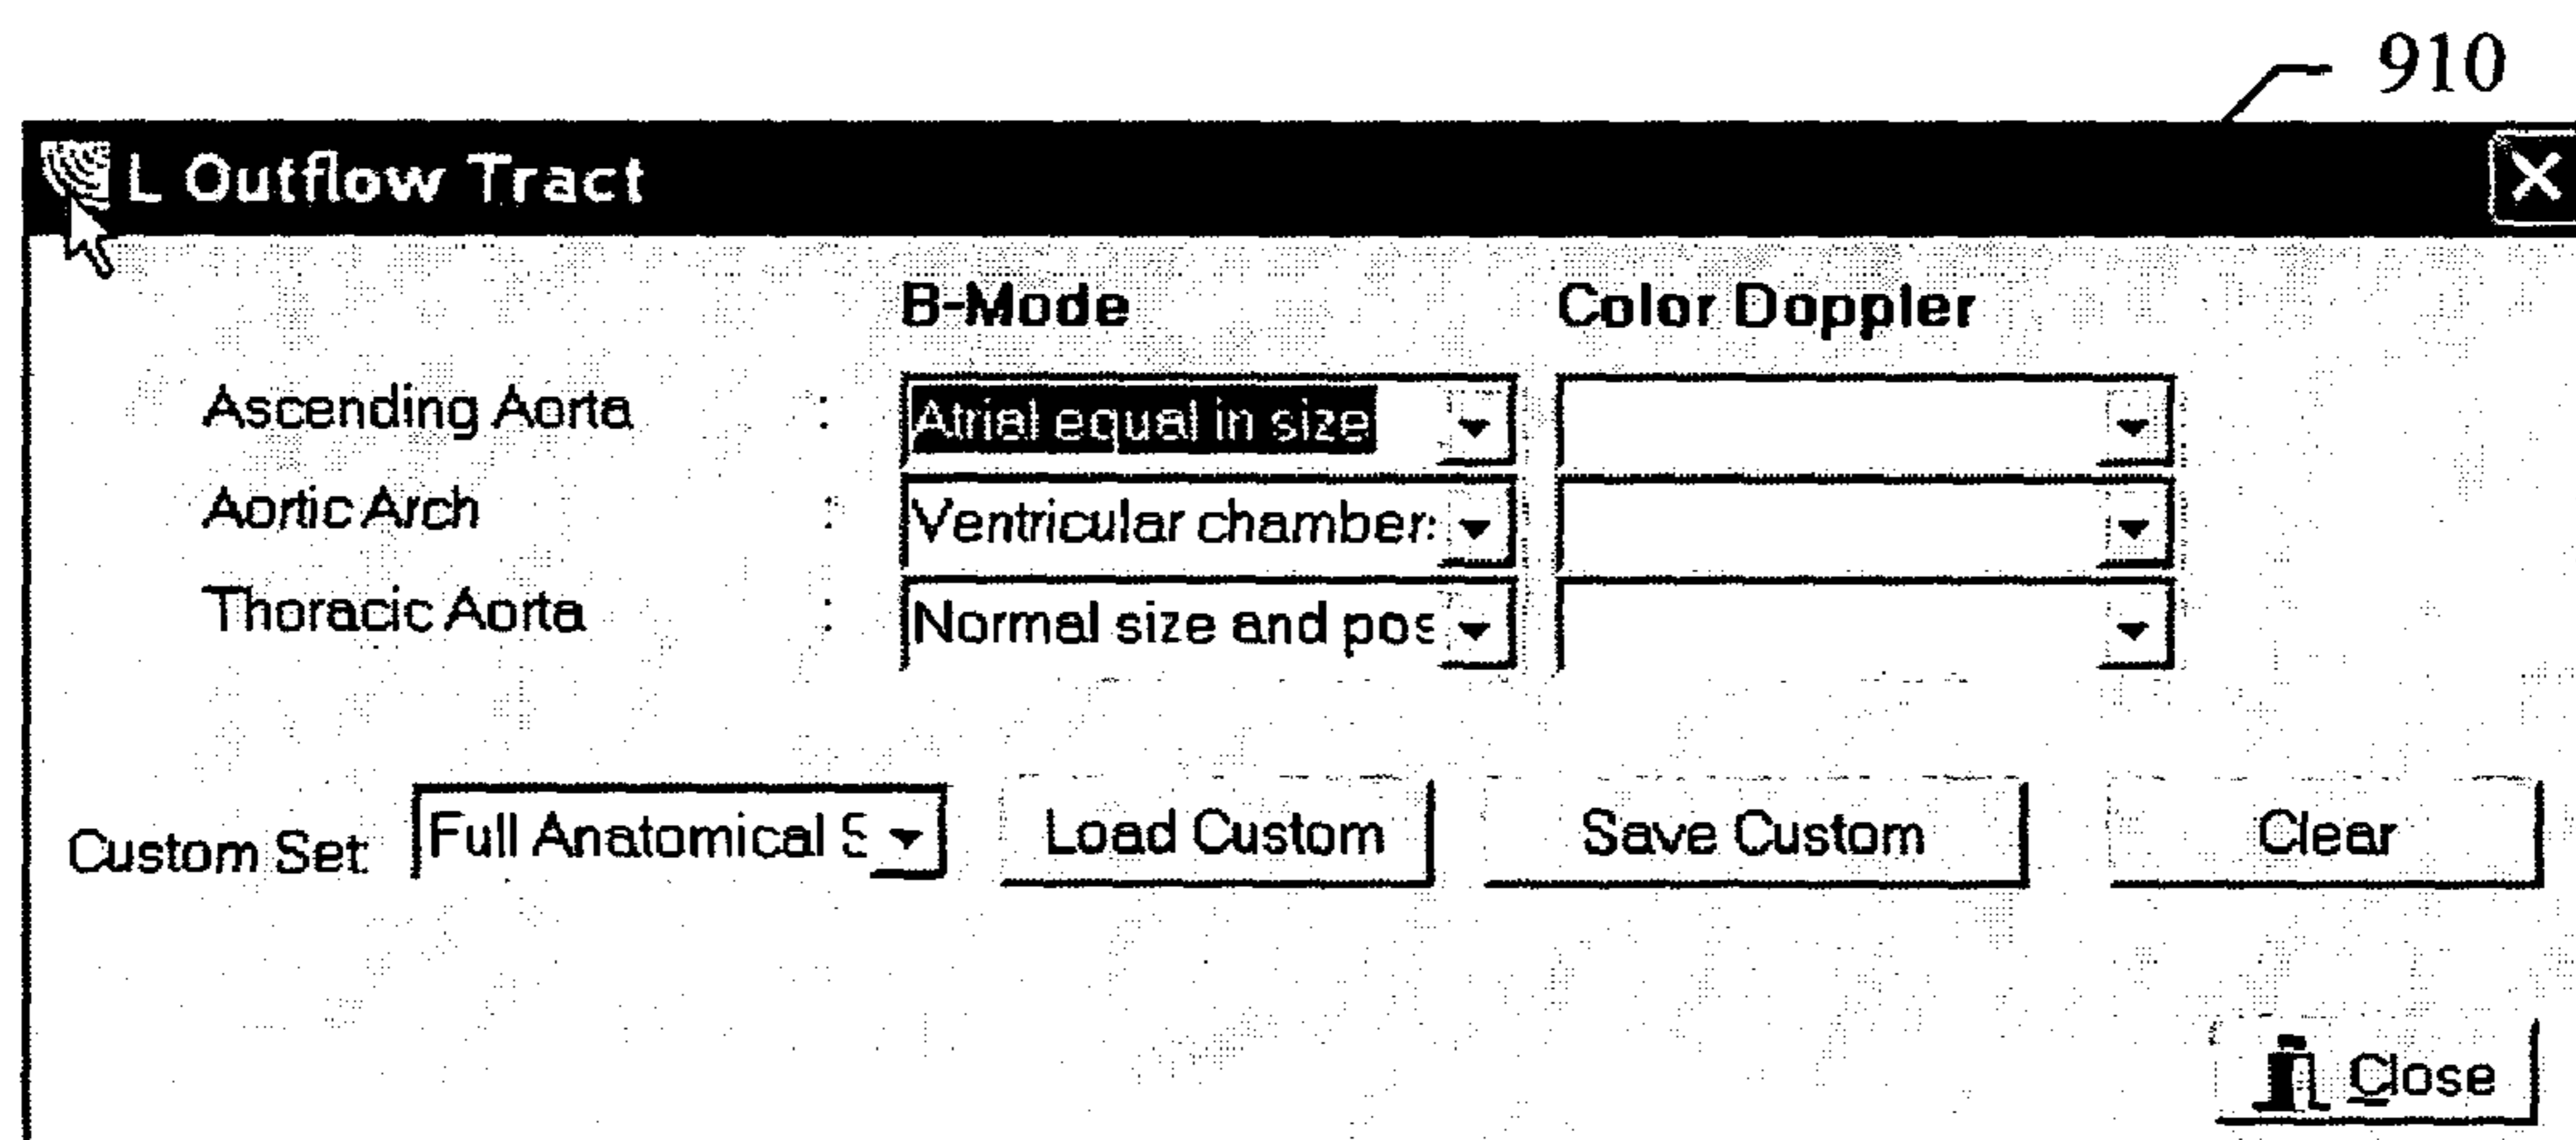 910
L Outflow Tract
B-Mode Color Doppler
Ascending Aorta : Atrial equal in size
Aortic Arch : Ventricular chamber
Thoracic Aorta : Normal size and pos
Custom Set Full Anatomical S Load Custom Save Custom Clear
Close